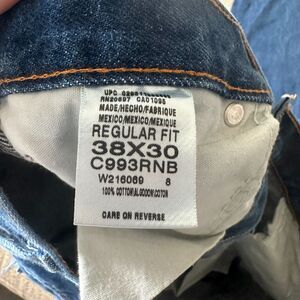 RN20697 CA01095
MADE/HECHO/FABRIQUE
MEXICO/MEXICO/MEXIQUE
REGULAR FIT
38X30
C993RNB
W216069 8
100% COTTON/ALGODON/COTON
CARE ON REVERSE